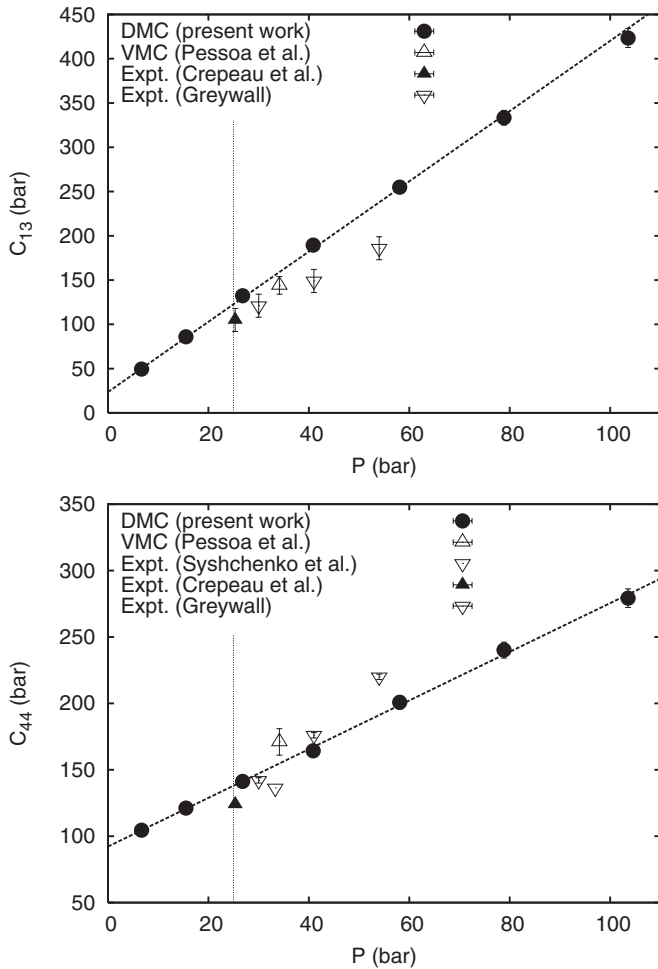 450
400
350
300
250
200
150
100
50
0
C13 (bar)
DMC (present work)
VMC (Pessoa et al.)
Expt (Crepeau et al.)
Expt. (Greywall)
0 20 40 60 80 100
P (bar)
350
300
250
200
150
100
50
C44 (bar)
DMC (present work)
VMC (Pessoa et al.)
Expt. (Syshchenko et al.)
Expt. (Crepeau et al.)
Expt. (Greywall)
0 20 40 60 80 100
P (bar)